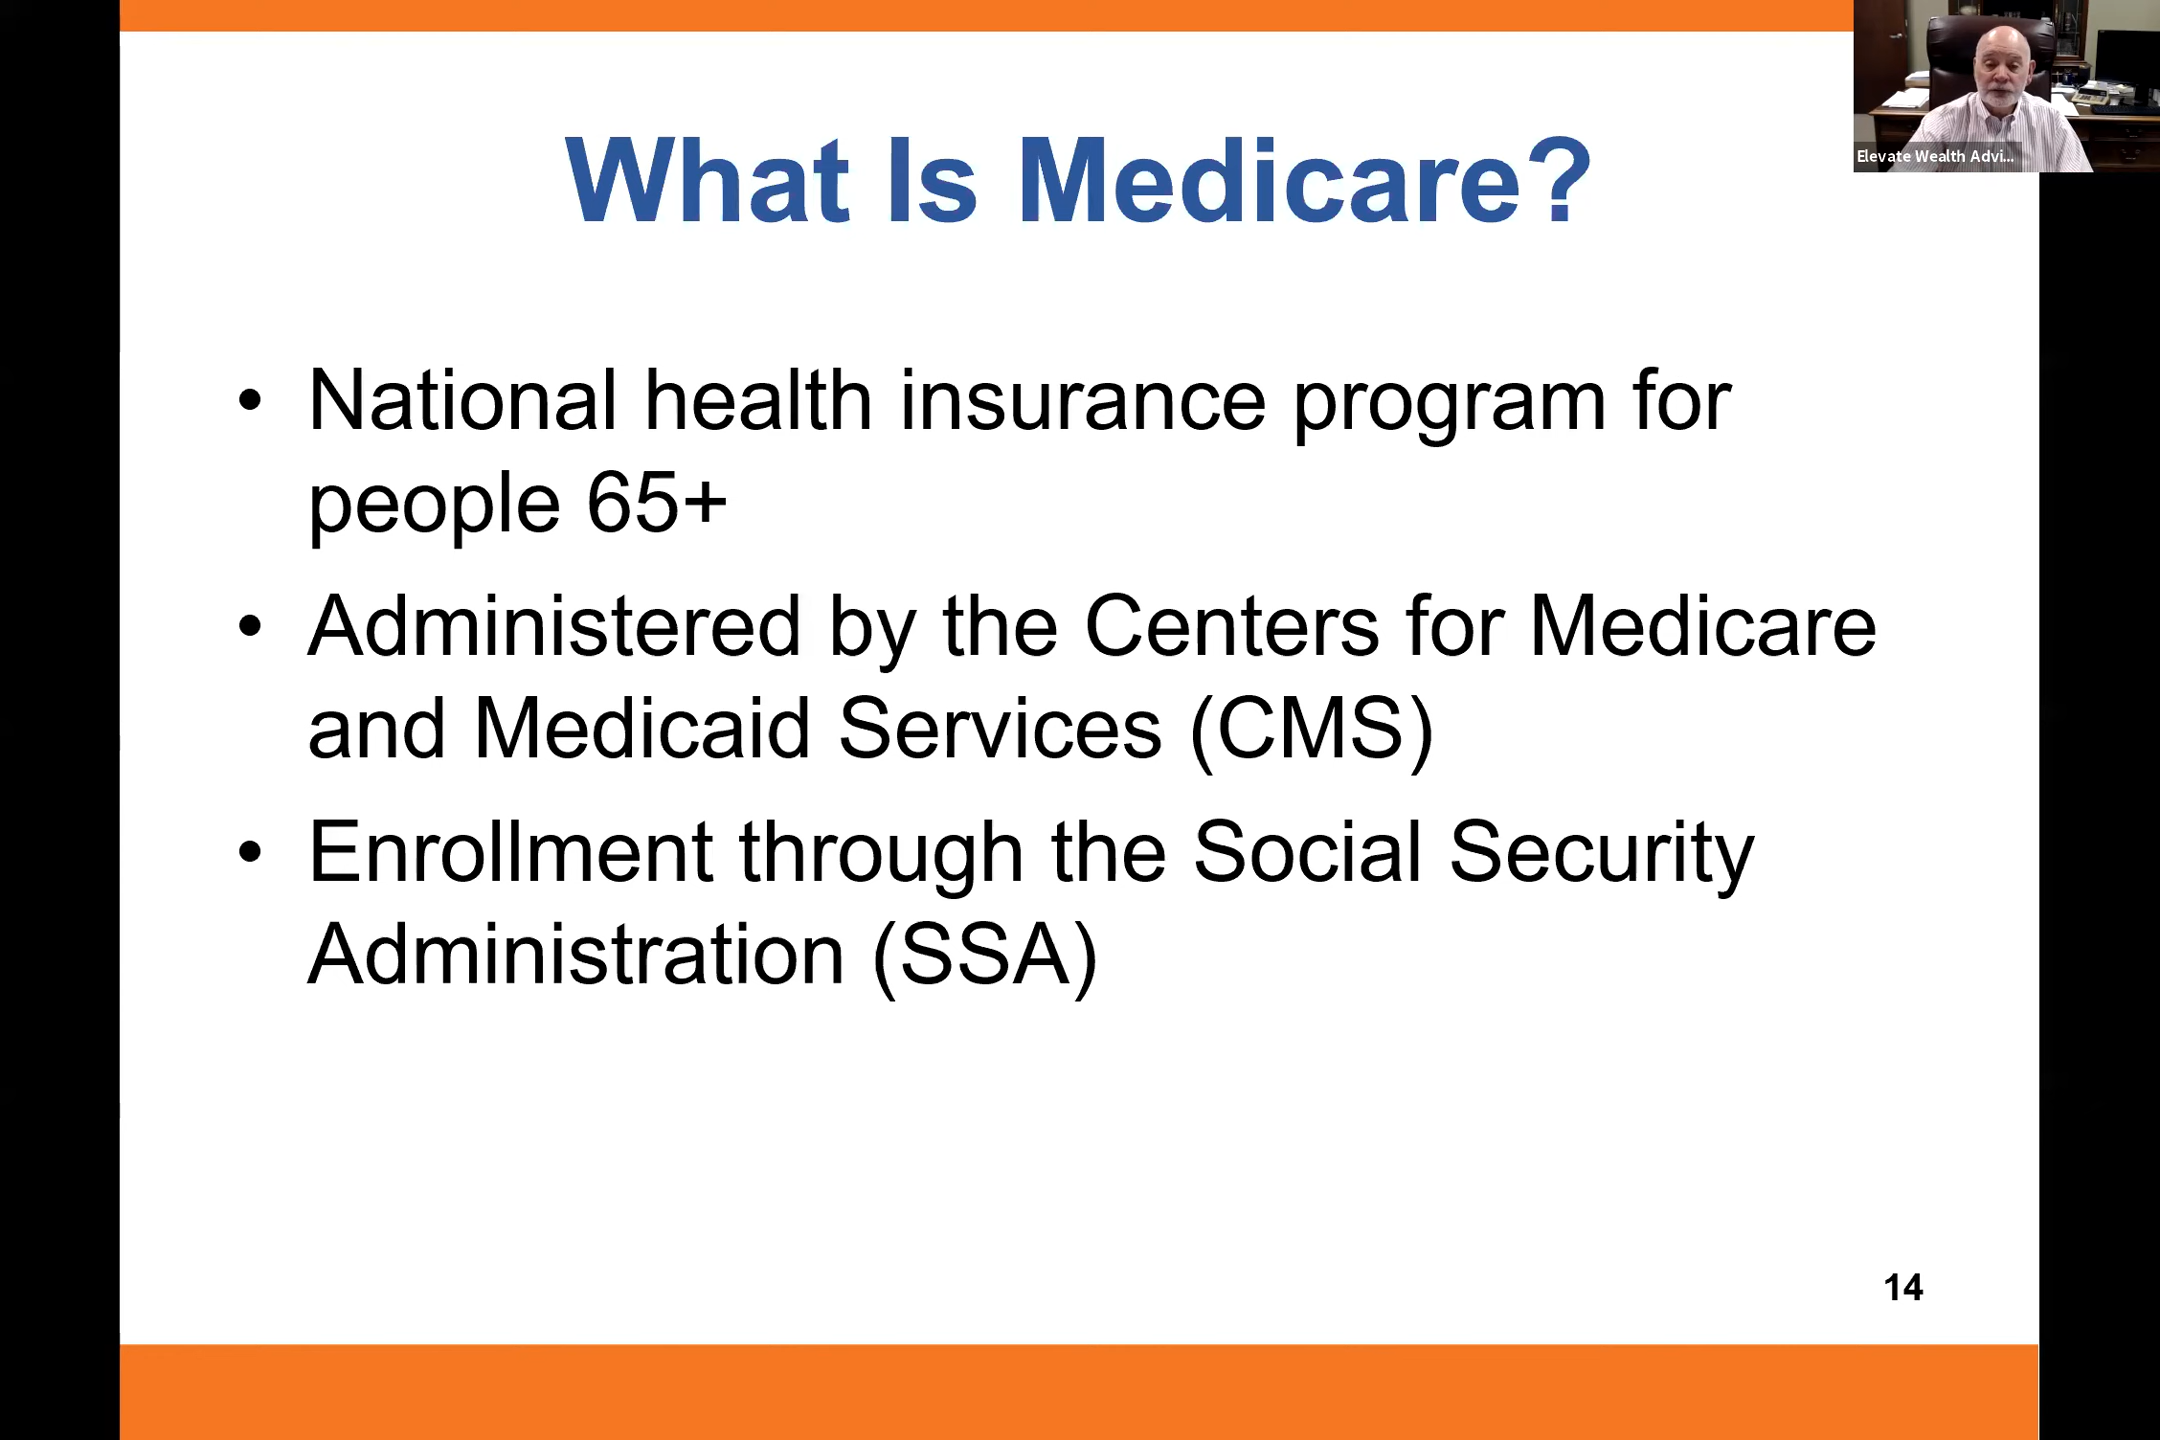 What Is Medicare?
Elevate Wealth Advi...
• National health insurance program for
people 65+
• Administered by the Centers for Medicare
and Medicaid Services (CMS)
• Enrollment through the Social Security
Administration (SSA)
14